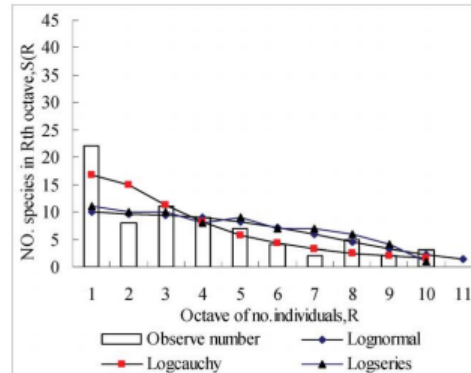 NO. species in Rth octave,S(R
45
40
35
30
25
20
15
10
5
0
1 2 3 4 5 6 7 8 9 10 11
Octave of no.individuals,R
Observe number
Lognormal
Logcauchy
Logseries